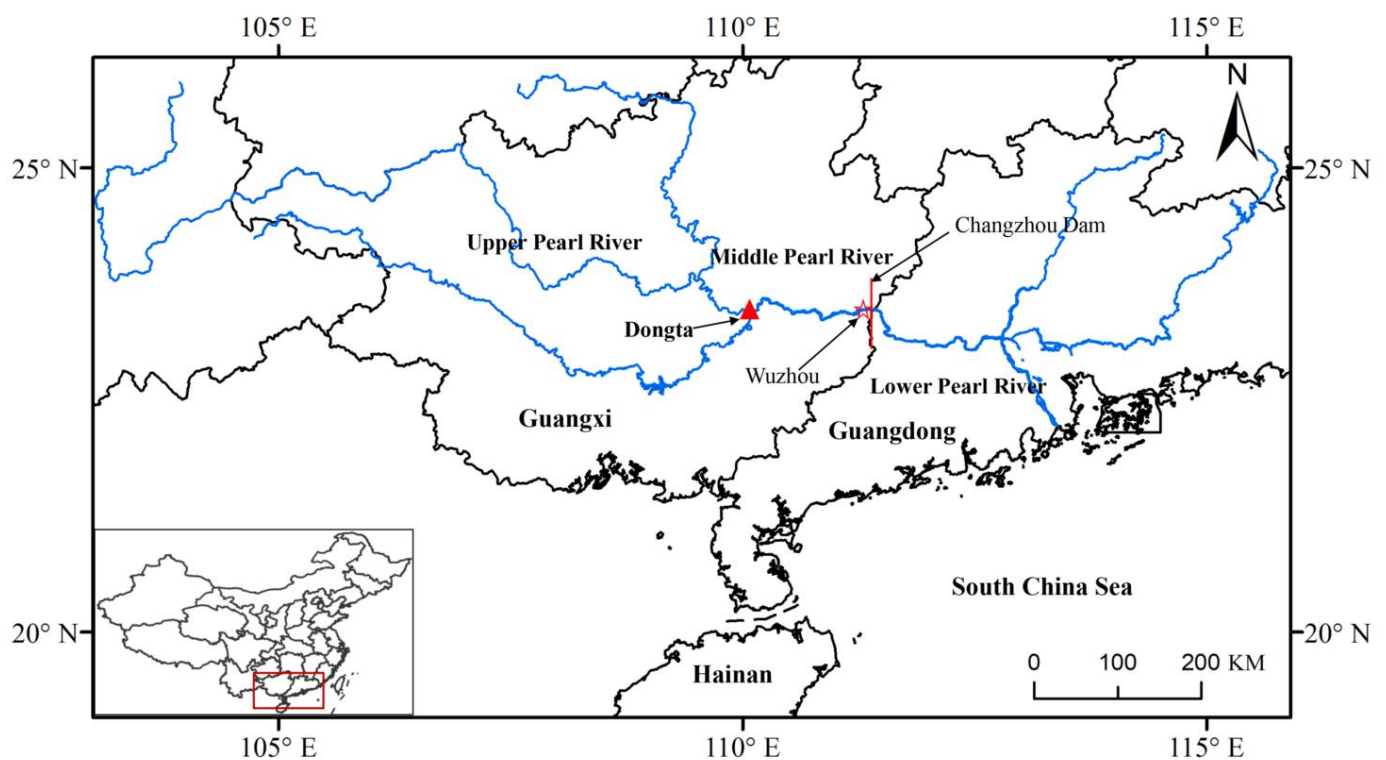 105° E
110° E
115° E
N
25° N
25° N
Changzhou Dam
Upper Pearl River
Middle Pearl River
Dongta
Wuzhou
Lower Pearl River
Guangxi
Guangdong
South China Sea
20° N
20° N
Hainan
0 100 200 KM
105° E
110° E
115° E